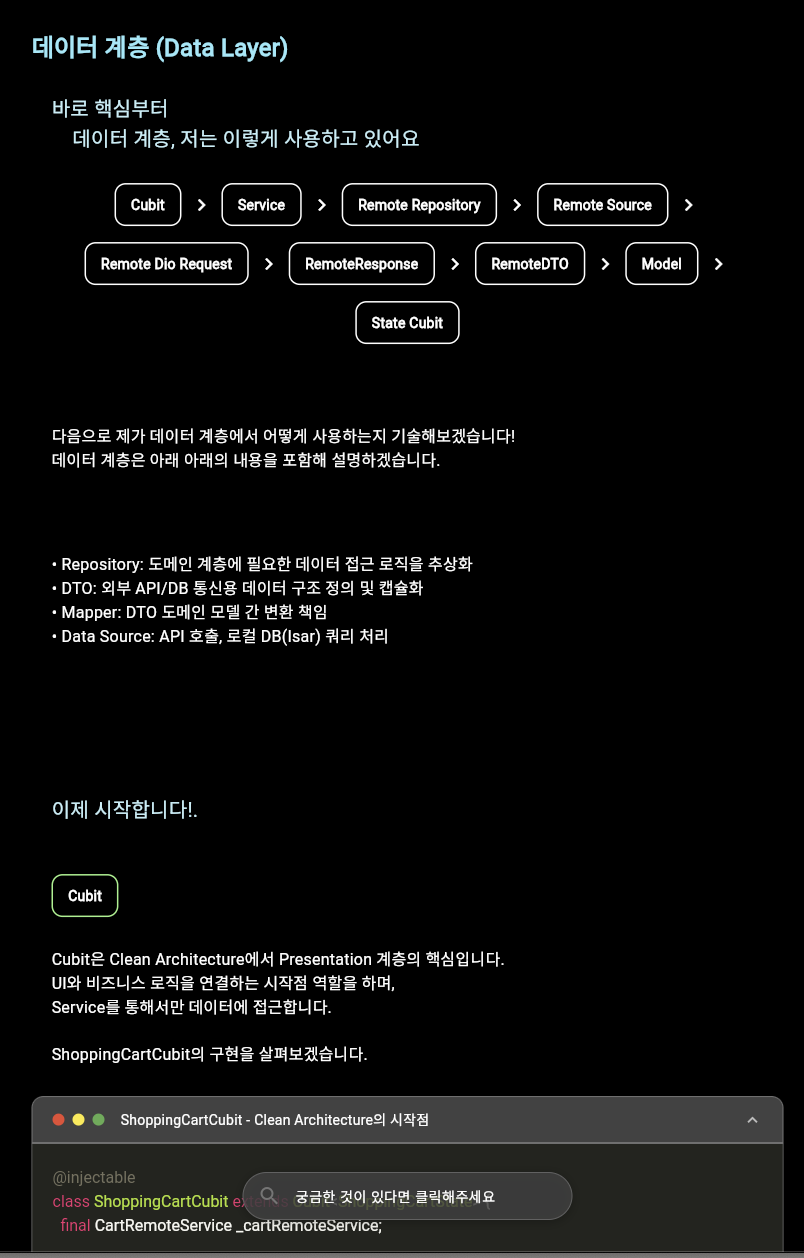 데이터 계층 (Data Layer)
바로 핵심부터
데이터 계층, 저는 이렇게 사용하고 있어요
Cubit > Service > Remote Repository > Remote Source >
Remote Dio Request > RemoteResponse > RemoteDTO > Model >
State Cubit
다음으로 제가 데이터 계층에서 어떻게 사용하는지 기술해보겠습니다!
데이터 계층은 아래 아래의 내용을 포함해 설명하겠습니다.
• Repository: 도메인 계층에 필요한 데이터 접근 로직을 추상화
• DTO: 외부 API/DB 통신용 데이터 구조 정의 및 캡슐화
• Mapper: DTO 도메인 모델 간 변환 책임
• Data Source: API 호출, 로컬 DB(Isar) 쿼리 처리
이제 시작합니다!.
Cubit
Cubit은 Clean Architecture에서 Presentation 계층의 핵심입니다.
UI와 비즈니스 로직을 연결하는 시작점 역할을 하며,
Service를 통해서만 데이터에 접근합니다.
ShoppingCartCubit의 구현을 살펴보겠습니다.
ShoppingCartCubit - Clean Architecture의 시작점
@injectable
class ShoppingCartCubit extends Cubit<ShoppingCartState> {
궁금한 것이 있다면 클릭해주세요
final CartRemoteService _cartRemoteService;